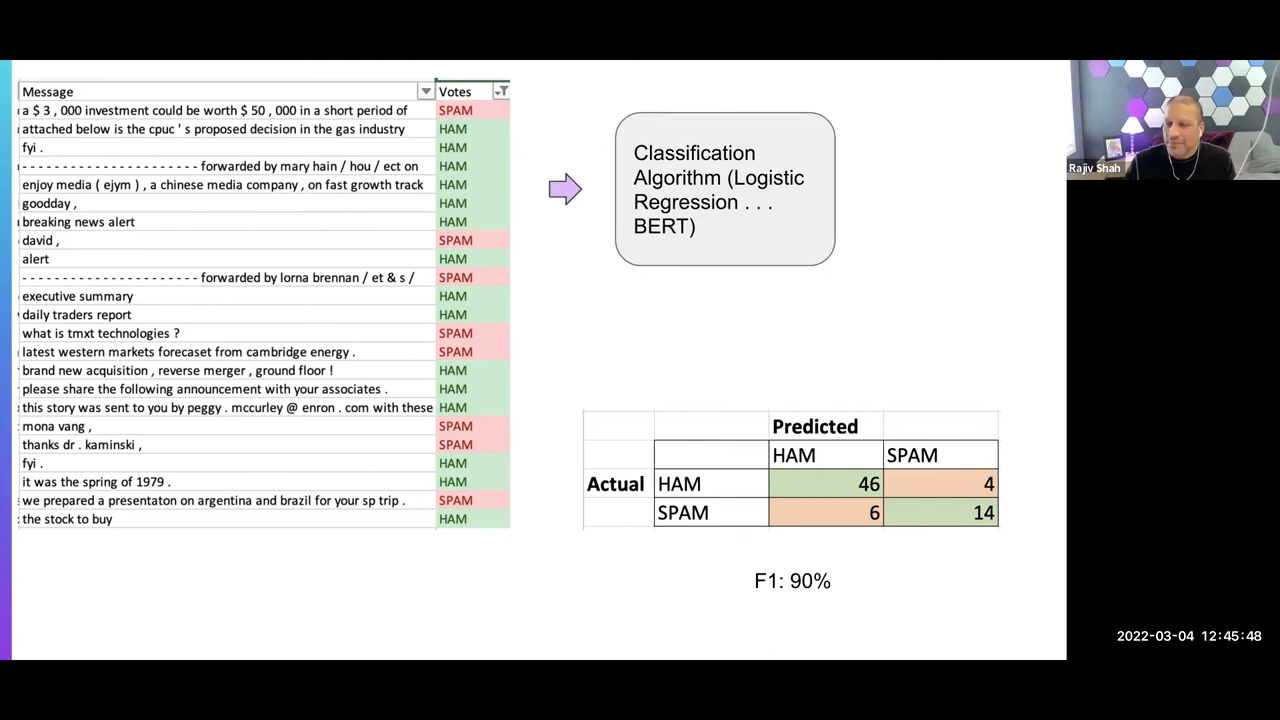 Message Votes
a $ 3 , 000 investment could be worth $ 50 , 000 in a short period of SPAM
attached below is the cpuc ' s proposed decision in the gas industry HAM
fyi . HAM
- - - - - - - - - - - - - - - - - - - - - - forwarded by mary hain / hou / ect on HAM
enjoy media ( ejym ) , a chinese media company , on fast growth track HAM
goodday , HAM
breaking news alert HAM
david , SPAM
alert HAM
- - - - - - - - - - - - - - - - - - - - - - forwarded by lorna brennan / et & s / SPAM
executive summary HAM
daily traders report HAM
what is tmxt technologies ? SPAM
latest western markets forecaset from cambridge energy . SPAM
brand new acquisition , reverse merger , ground floor ! HAM
please share the following announcement with your associates . HAM
this story was sent to you by peggy . mccurley @ enron . com with these HAM
mona vang , SPAM
thanks dr . kaminski , SPAM
fyi . HAM
it was the spring of 1979 . HAM
we prepared a presentaton on argentina and brazil for your sp trip . SPAM
the stock to buy HAM
Classification
Algorithm (Logistic
Regression . . .
BERT)
Predicted
HAM SPAM
Actual HAM 46 4
SPAM 6 14
F1: 90%
Rajiv Shah
2022-03-04 12:45:48